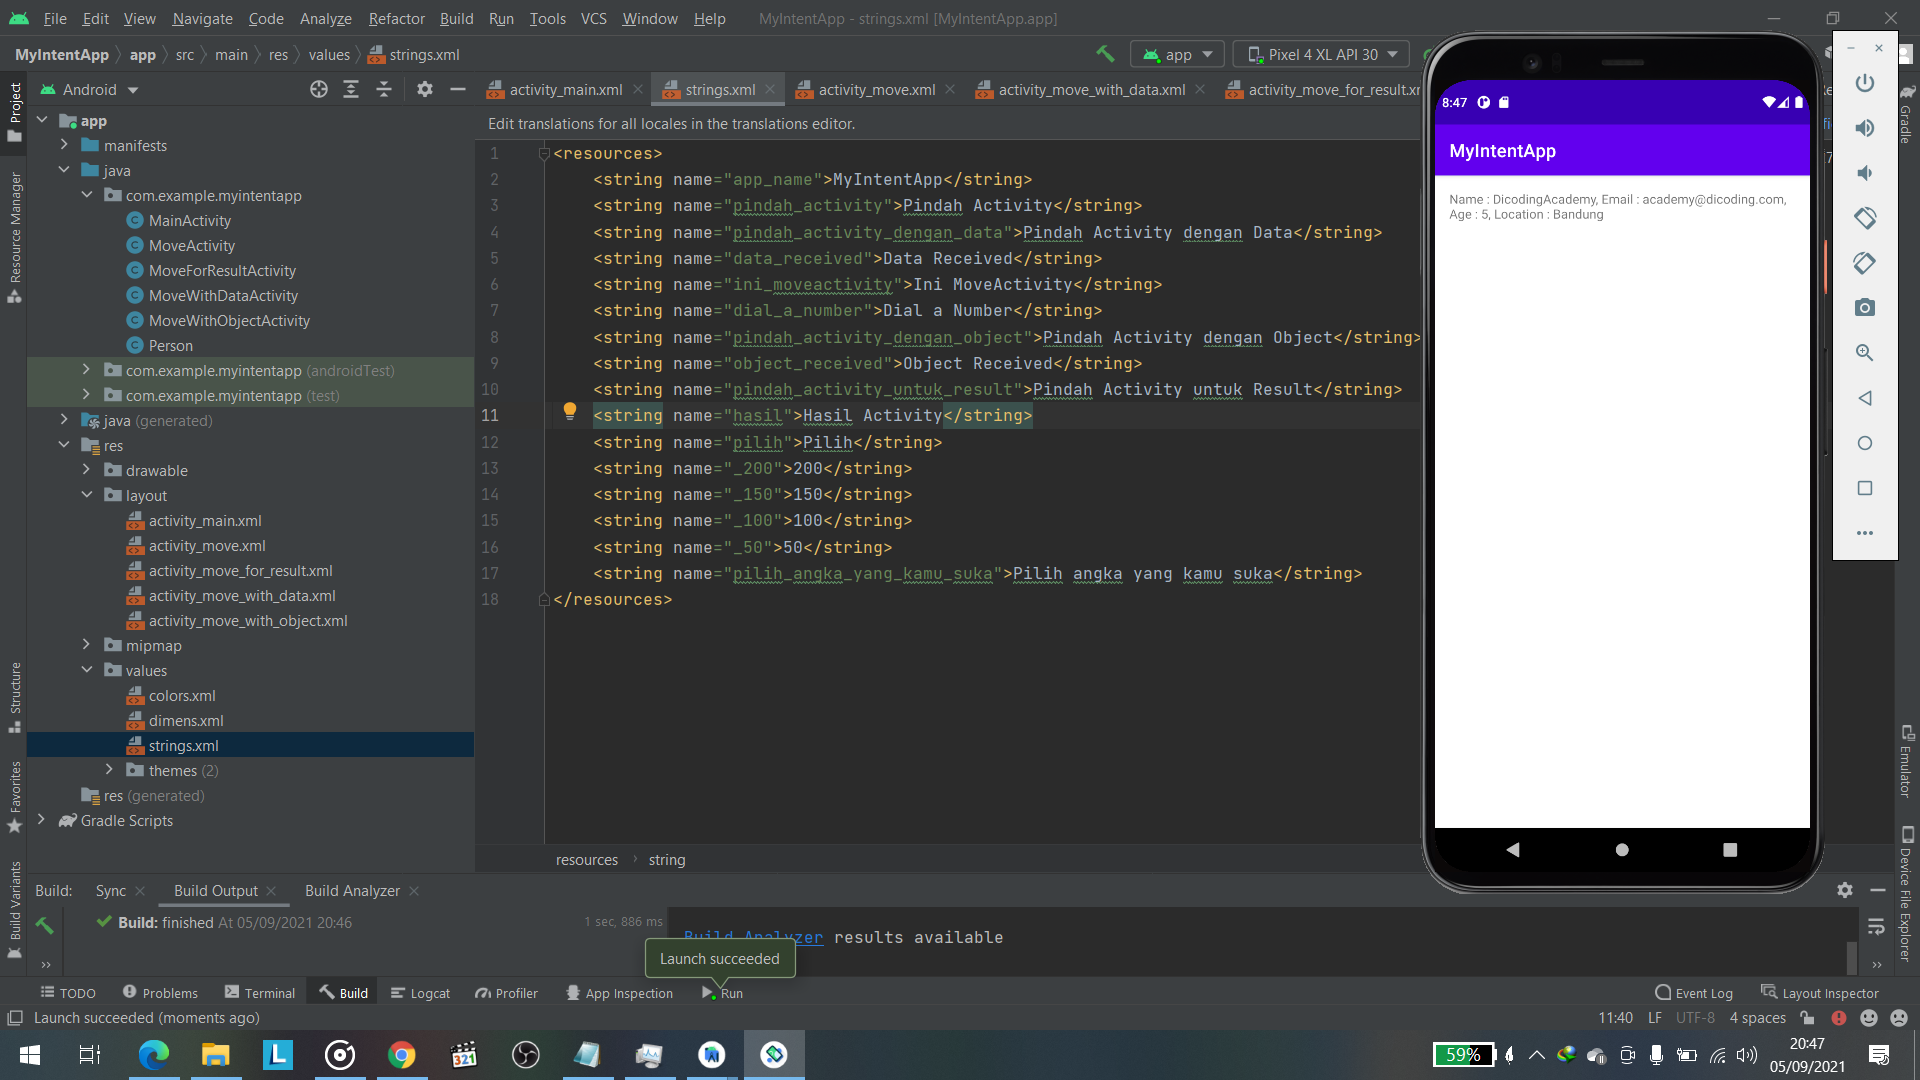 File Edit View Navigate Code Analyze Refactor Build Run Tools VCS Window Help MyIntentApp - strings.xml [MyIntentApp.app]
MyIntentApp app src main res values strings.xml app Pixel 4 XL API 30
Project
Resource Manager
Structure
Favorites
Build Variants
Android
app
manifests
java
com.example.myintentapp
MainActivity
MoveActivity
MoveForResultActivity
MoveWithDataActivity
MoveWithObjectActivity
Person
com.example.myintentapp (androidTest)
com.example.myintentapp (test)
java (generated)
res
drawable
layout
activity_main.xml
activity_move.xml
activity_move_for_result.xml
activity_move_with_data.xml
activity_move_with_object.xml
mipmap
values
colors.xml
dimens.xml
strings.xml
themes (2)
res (generated)
Gradle Scripts
activity_main.xml strings.xml activity_move.xml activity_move_with_data.xml activity_move_for_result.xr
Edit translations for all locales in the translations editor.
1 <resources>
2 <string name="app_name">MyIntentApp</string>
3 <string name="pindah_activity">Pindah Activity</string>
4 <string name="pindah_activity_dengan_data">Pindah Activity dengan Data</string>
5 <string name="data_received">Data Received</string>
6 <string name="ini_moveactivity">Ini MoveActivity</string>
7 <string name="dial_a_number">Dial a Number</string>
8 <string name="pindah_activity_dengan_object">Pindah Activity dengan Object</string>
9 <string name="object_received">Object Received</string>
10 <string name="pindah_activity_untuk_result">Pindah Activity untuk Result</string>
11 <string name="hasil">Hasil Activity</string>
12 <string name="pilih">Pilih</string>
13 <string name="_200">200</string>
14 <string name="_150">150</string>
15 <string name="_100">100</string>
16 <string name="_50">50</string>
17 <string name="pilih_angka_yang_kamu_suka">Pilih angka yang kamu suka</string>
18 </resources>
resources string
8:47
MyIntentApp
Name : DicodingAcademy, Email : academy@dicoding.com,
Age : 5, Location : Bandung
Gradle
Emulator
Device File Explorer
Build: Sync Build Output Build Analyzer
Build: finished At 05/09/2021 20:46 1 sec, 886 ms
Build Analyzer results available
Launch succeeded
TODO Problems Terminal Build Logcat Profiler App Inspection Run Event Log Layout Inspector
Launch succeeded (moments ago) 11:40 LF UTF-8 4 spaces
L 321 59% 20:47
05/09/2021